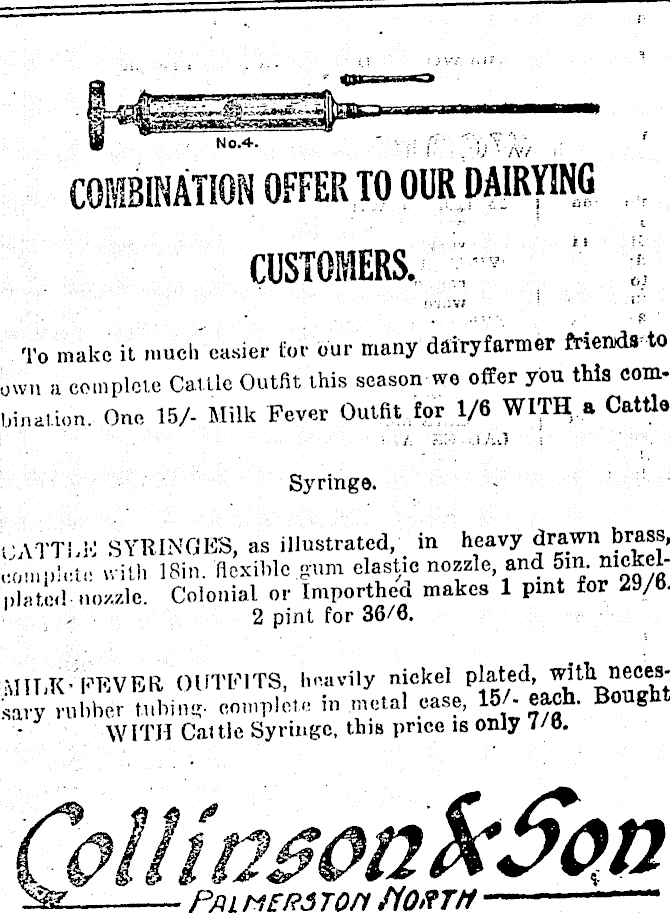 No.4.
COMBINATION OFFER TO OUR DAIRYING
CUSTOMERS.
To make it much easier for our many dairyfarmer friends to
own a complete Cattle Outfit this season we offer you this com-
bination. One 15/- Milk Fever Outfit for 1/6 WITH a Cattle
Syringe.
CATTLE SYRINGES, as illustrated, in heavy drawn brass,
complete with 18in. flexible gum elastic nozzle, and 5in. nickel-
plated nozzle. Colonial or Importhed makes 1 pint for 29/6.
2 pint for 36/6.
MILK FEVER OUTFITS, heavily nickel plated, with neces-
sary rubber tubing complete in metal case, 15/- each. Bought
WITH Cattle Syringe, this price is only 7/6.
Collinson & Son
PALMERSTON NORTH